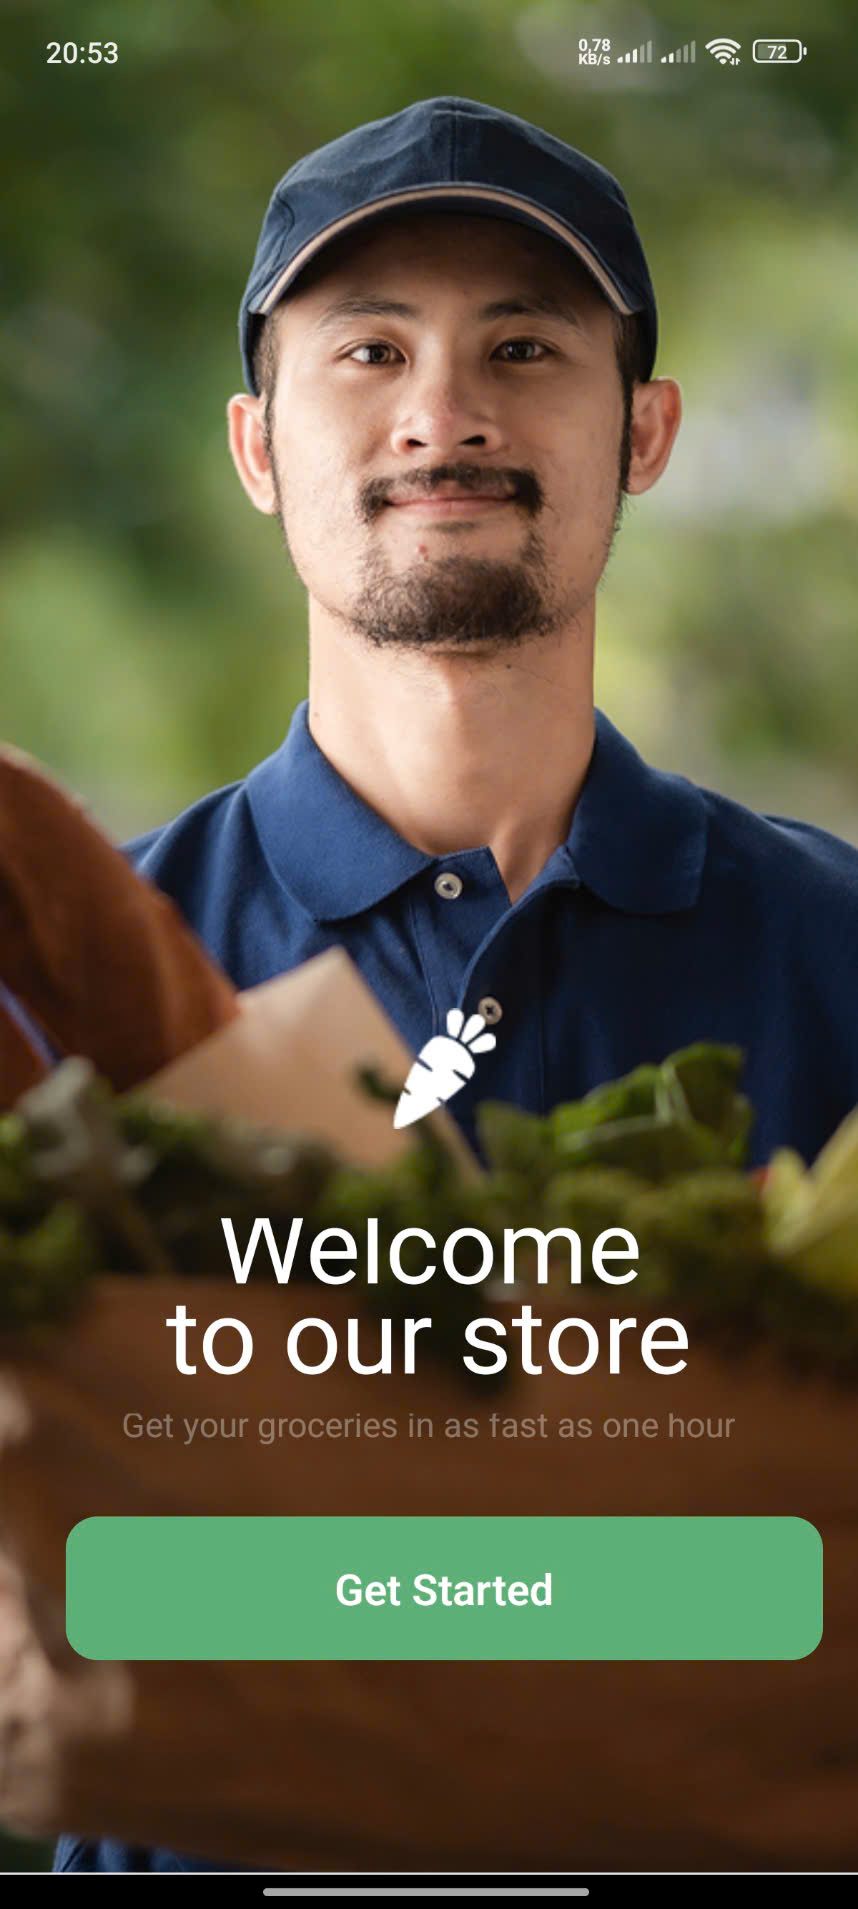 20:53
0,78
KB/s
72
Welcome
to our store
Get your groceries in as fast as one hour
Get Started